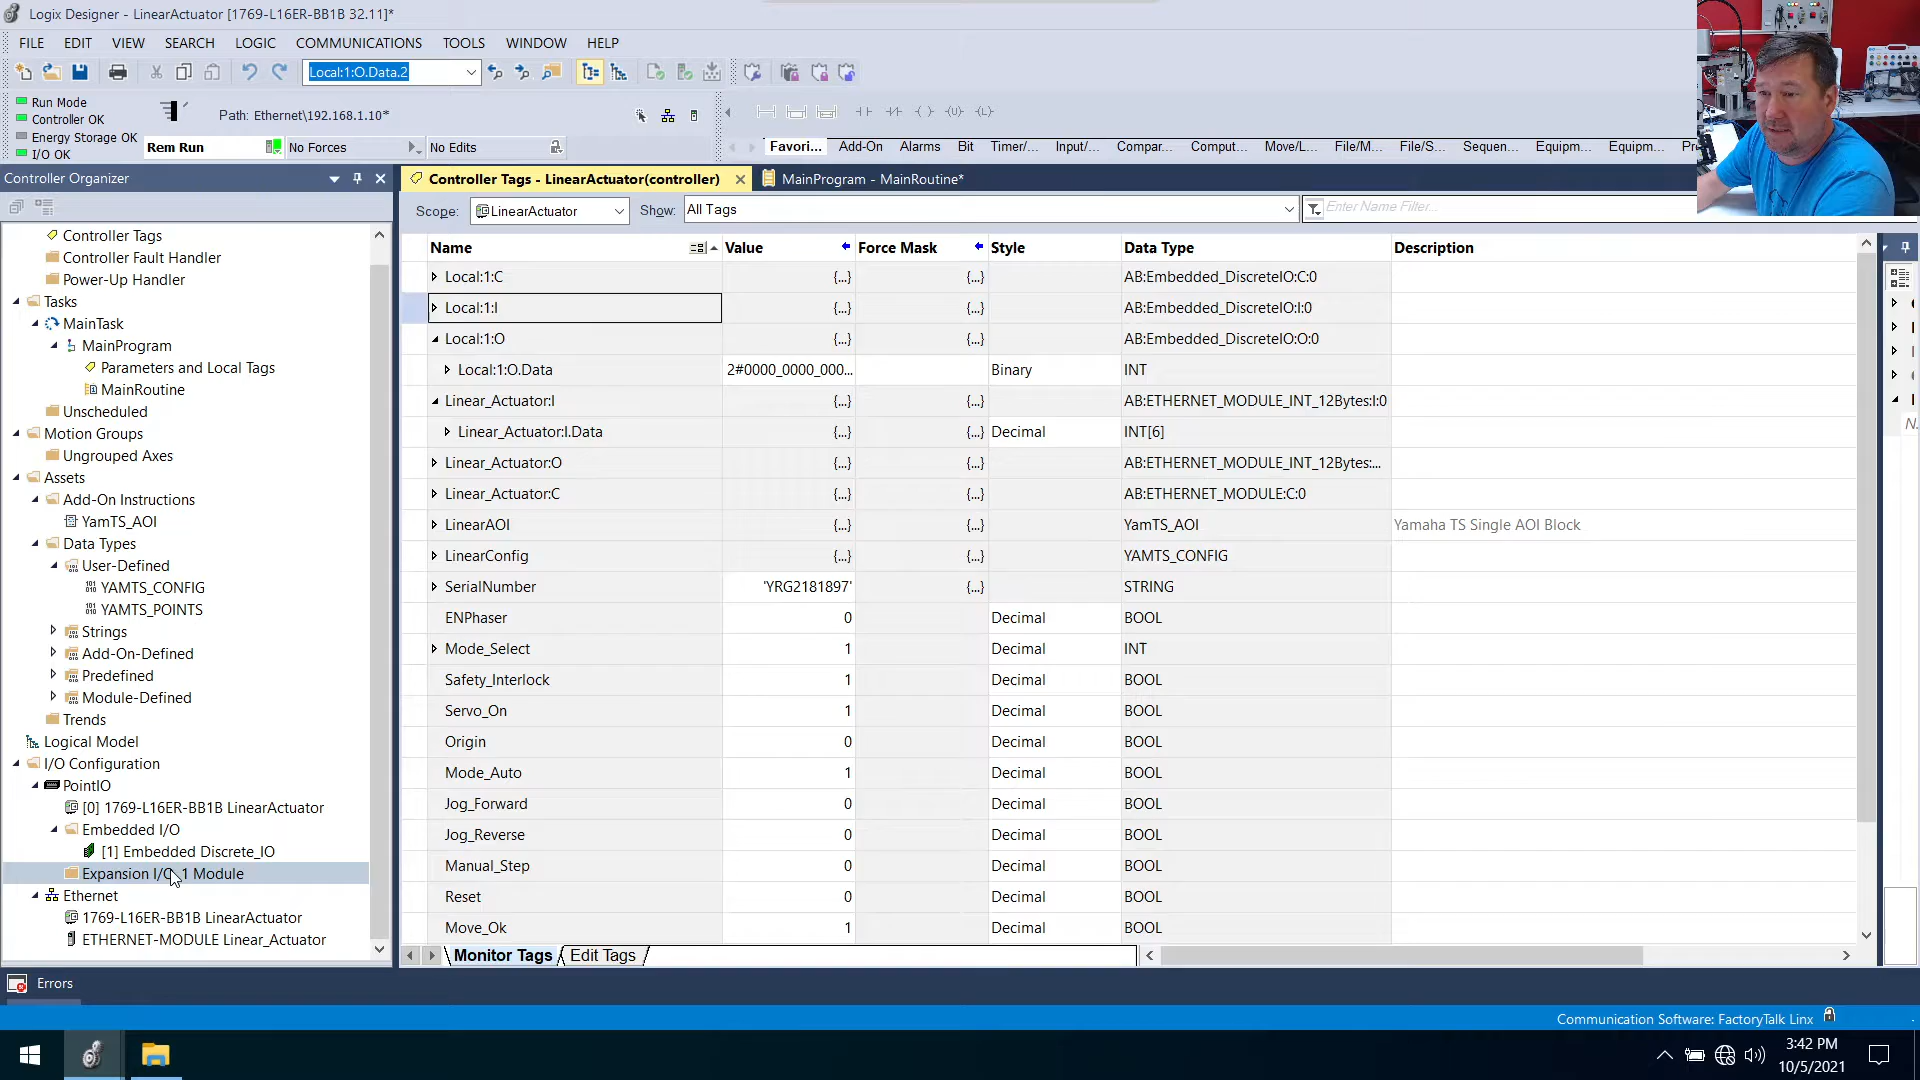 Logix Designer - LinearActuator [1769-L16ER-BB1B 32.11]*
FILE EDIT VIEW SEARCH LOGIC COMMUNICATIONS TOOLS WINDOW HELP
Local:1:O.Data.2
Run Mode
Controller OK
Energy Storage OK
I/O OK
Path: Ethernet\192.168.1.10*
Rem Run No Forces No Edits
Favori... Add-On Alarms Bit Timer/... Input/... Compar... Comput... Move/L... File/M... File/S... Sequen... Equipm... Equipm...
Controller Organizer
Controller Tags
Controller Fault Handler
Power-Up Handler
Tasks
MainTask
MainProgram
Parameters and Local Tags
MainRoutine
Unscheduled
Motion Groups
Ungrouped Axes
Assets
Add-On Instructions
YamTS_AOI
Data Types
User-Defined
YAMTS_CONFIG
YAMTS_POINTS
Strings
Add-On-Defined
Predefined
Module-Defined
Trends
Logical Model
I/O Configuration
PointIO
[0] 1769-L16ER-BB1B LinearActuator
Embedded I/O
[1] Embedded Discrete_IO
Expansion I/O, 1 Module
Ethernet
1769-L16ER-BB1B LinearActuator
ETHERNET-MODULE Linear_Actuator
Controller Tags - LinearActuator(controller) MainProgram - MainRoutine*
Scope: LinearActuator Show: All Tags Enter Name Filter...
Name Value Force Mask Style Data Type Description
Local:1:C {...} {...} AB:Embedded_DiscreteIO:C:0
Local:1:I {...} {...} AB:Embedded_DiscreteIO:I:0
Local:1:O {...} {...} AB:Embedded_DiscreteIO:O:0
Local:1:O.Data 2#0000_0000_000... Binary INT
Linear_Actuator:I {...} {...} AB:ETHERNET_MODULE_INT_12Bytes:I:0
Linear_Actuator:I.Data {...} {...} Decimal INT[6]
Linear_Actuator:O {...} {...} AB:ETHERNET_MODULE_INT_12Bytes:...
Linear_Actuator:C {...} {...} AB:ETHERNET_MODULE:C:0
LinearAOI {...} {...} YamTS_AOI Yamaha TS Single AOI Block
LinearConfig {...} {...} YAMTS_CONFIG
SerialNumber 'YRG2181897' {...} STRING
ENPhaser 0 Decimal BOOL
Mode_Select 1 Decimal INT
Safety_Interlock 1 Decimal BOOL
Servo_On 1 Decimal BOOL
Origin 0 Decimal BOOL
Mode_Auto 1 Decimal BOOL
Jog_Forward 0 Decimal BOOL
Jog_Reverse 0 Decimal BOOL
Manual_Step 0 Decimal BOOL
Reset 0 Decimal BOOL
Move_Ok 1 Decimal BOOL
Monitor Tags Edit Tags
Errors
Communication Software: FactoryTalk Linx
3:42 PM
10/5/2021